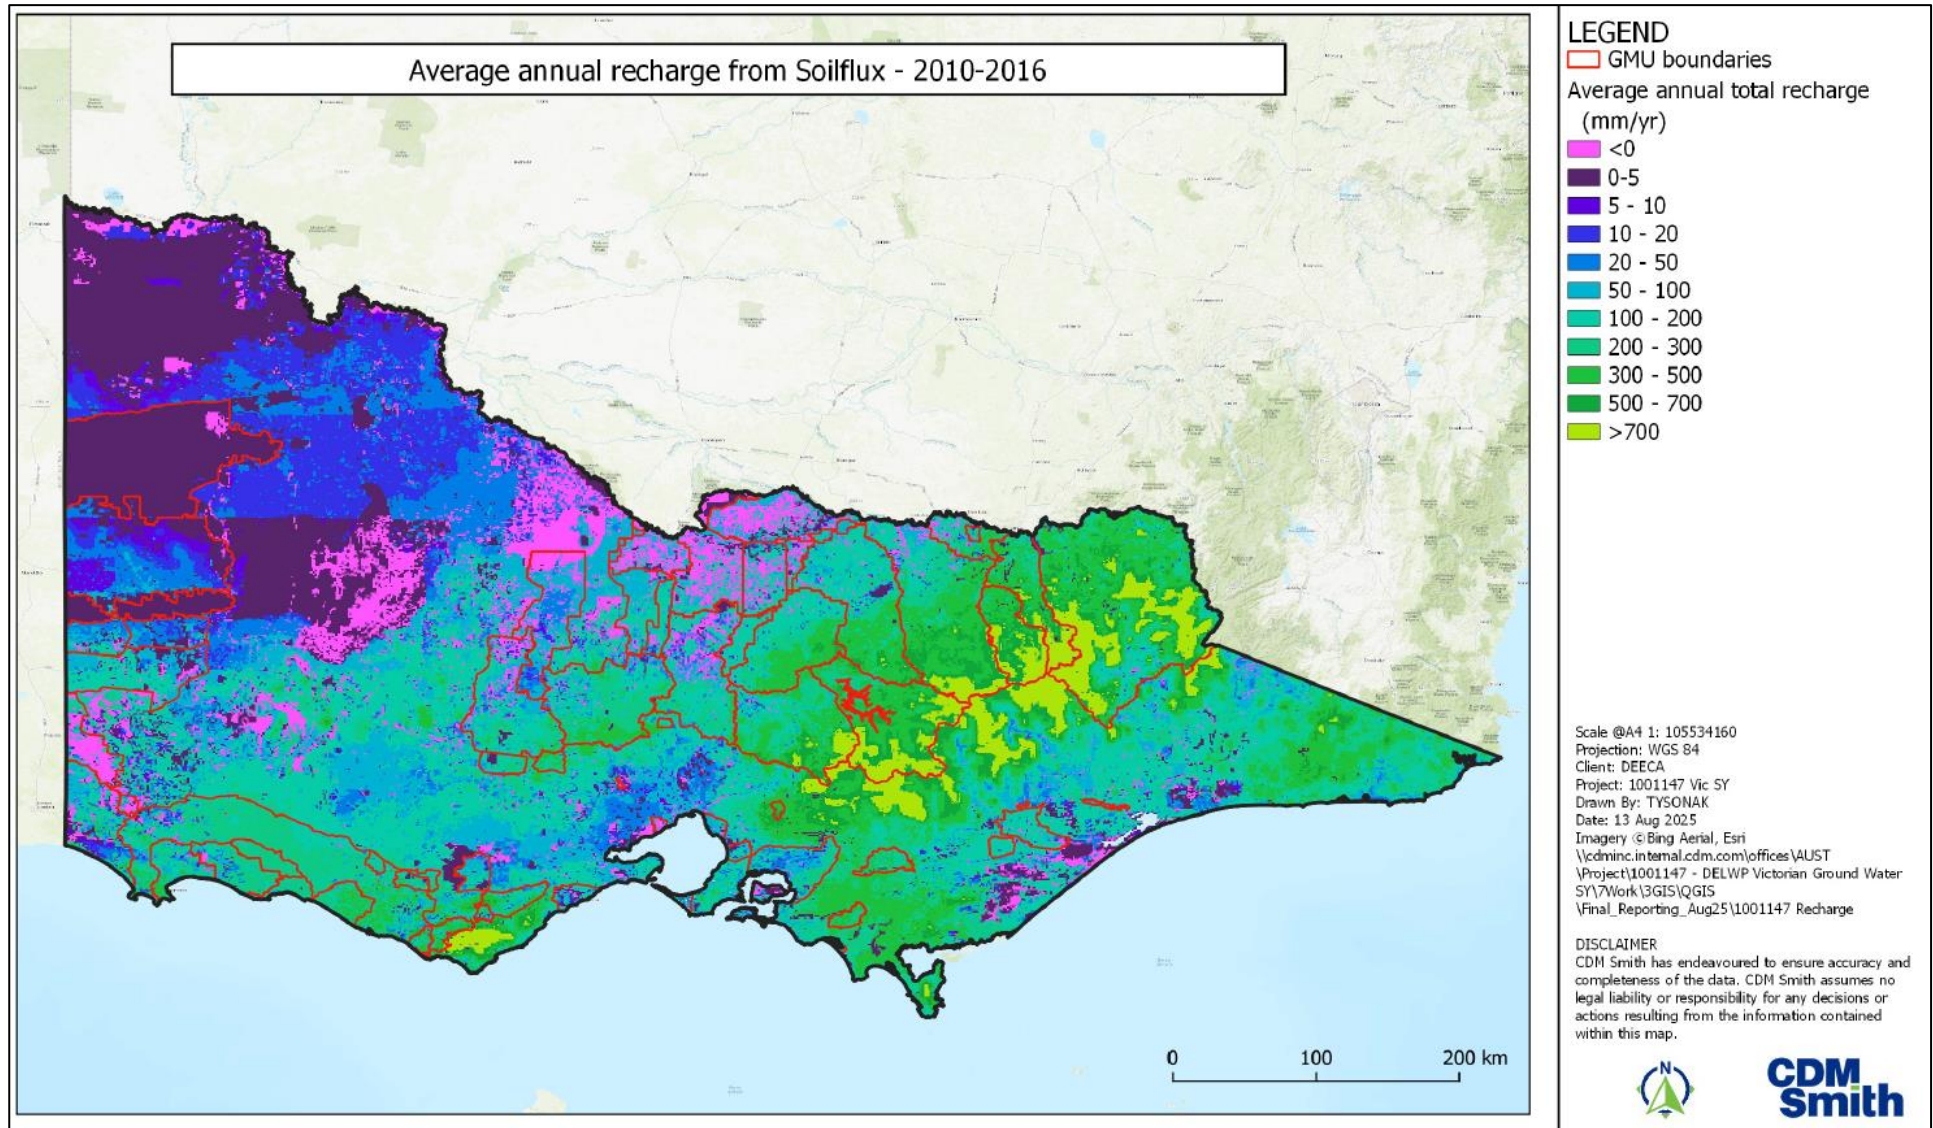 Average annual recharge from Soilflux - 2010-2016
LEGEND
GMU boundaries
Average annual total recharge
(mm/yr)
<0
0-5
5 - 10
10 - 20
20 - 50
50 - 100
100 - 200
200 - 300
300 - 500
500 - 700
>700
Scale @A4 1: 105534160
Projection: WGS 84
Client: DEECA
Project: 1001147 Vic SY
Drawn By: TYSONAK
Date: 13 Aug 2025
Imagery ©Bing Aerial, Esri
\\cdminc.internal.cdm.com\offices\AUST
\Project\1001147 - DELWP Victorian Ground Water
SY\7Work\3GIS\QGIS
\Final_Reporting_Aug25\1001147 Recharge
DISCLAIMER
CDM Smith has endeavoured to ensure accuracy and
completeness of the data. CDM Smith assumes no
legal liability or responsibility for any decisions or
actions resulting from the information contained
within this map.
0 100 200 km
N
CDM
Smith